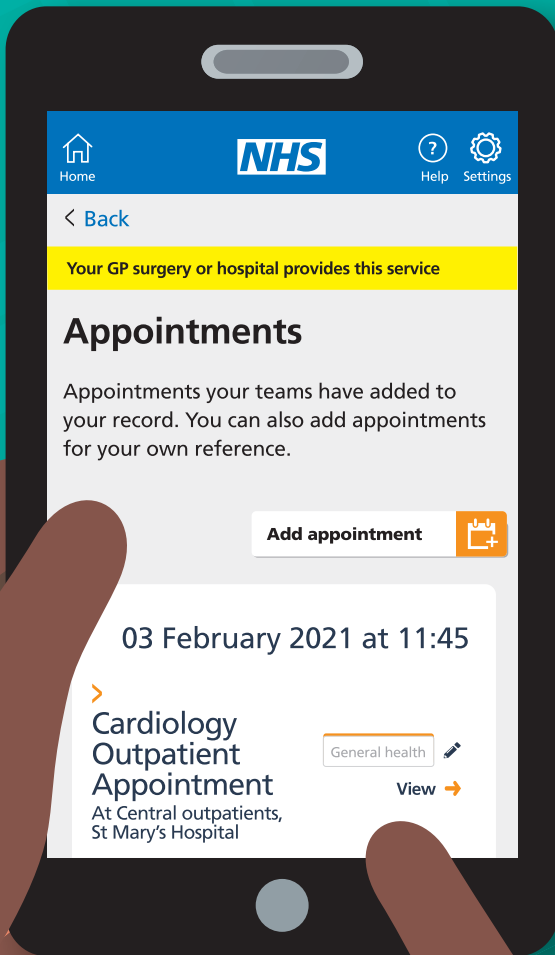 NHS
Home
?
Help
Settings
Back
Your GP surgery or hospital provides this service
Appointments
Appointments your teams have added to
your record. You can also add appointments
for your own reference.
Add appointment
03 February 2021 at 11:45
Cardiology
Outpatient
Appointment
General health
View
At Central outpatients,
St Mary’s Hospital